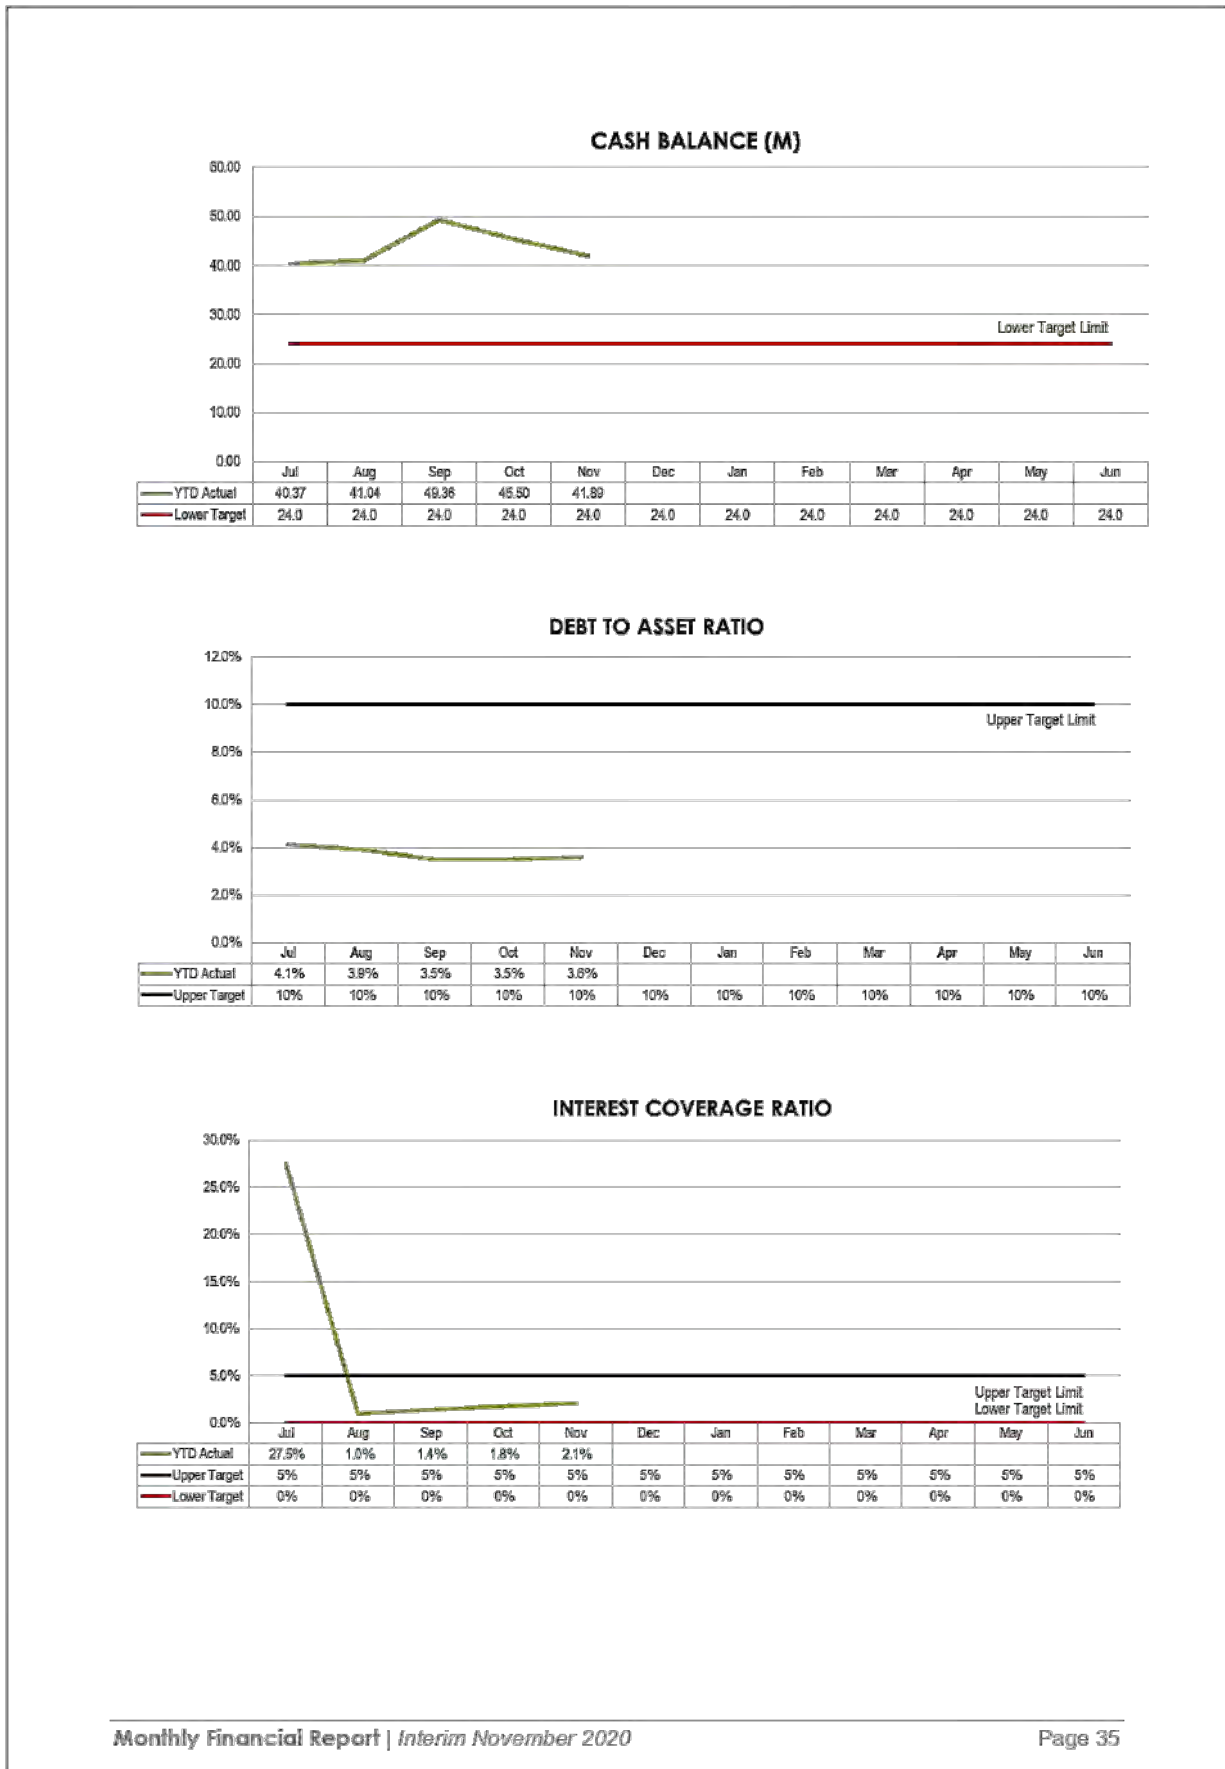 CASH BALANCE (M)
60.00
50.00
40.00
30.00
Lower Target Limit
20.00
10.00
0.00
Jul Aug Sep Oct Nov Dec Jan Feb Mar Apr May Jun
YTD Actual 40.37 41.04 49.36 45.50 41.89
Lower Target 24.0 24.0 24.0 24.0 24.0 24.0 24.0 24.0 24.0 24.0 24.0 24.0
DEBT TO ASSET RATIO
12.0%
10.0%
Upper Target Limit
8.0%
6.0%
4.0%
2.0%
0.0%
Jul Aug Sep Oct Nov Dec Jan Feb Mar Apr May Jun
YTD Actual 4.1% 3.9% 3.5% 3.5% 3.6%
Upper Target 10% 10% 10% 10% 10% 10% 10% 10% 10% 10% 10% 10%
INTEREST COVERAGE RATIO
30.0%
25.0%
20.0%
15.0%
10.0%
5.0%
Upper Target Limit
Lower Target Limit
0.0%
Jul Aug Sep Oct Nov Dec Jan Feb Mar Apr May Jun
YTD Actual 27.5% 1.0% 1.4% 1.8% 2.1%
Upper Target 5% 5% 5% 5% 5% 5% 5% 5% 5% 5% 5% 5%
Lower Target 0% 0% 0% 0% 0% 0% 0% 0% 0% 0% 0% 0%
Monthly Financial Report | Interim November 2020 Page 35